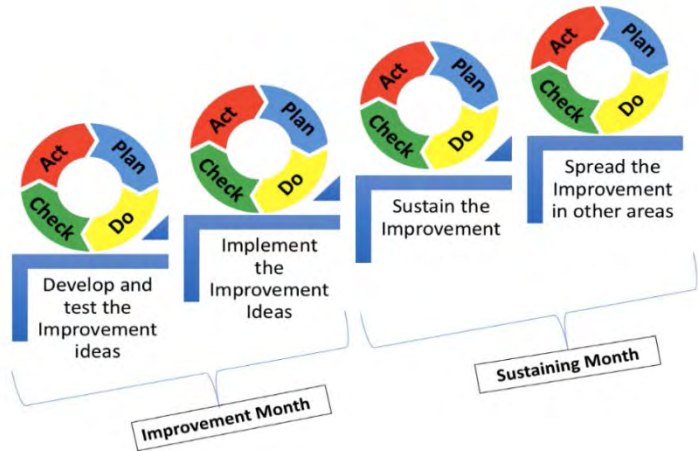 Act
Plan
Check
Do
Develop and
test the
Improvement
ideas
Act
Plan
Check
Do
Implement
the
Improvement
Ideas
Act
Plan
Check
Do
Sustain the
Improvement
Act
Plan
Check
Do
Spread the
Improvement
in other areas
Improvement Month
Sustaining Month